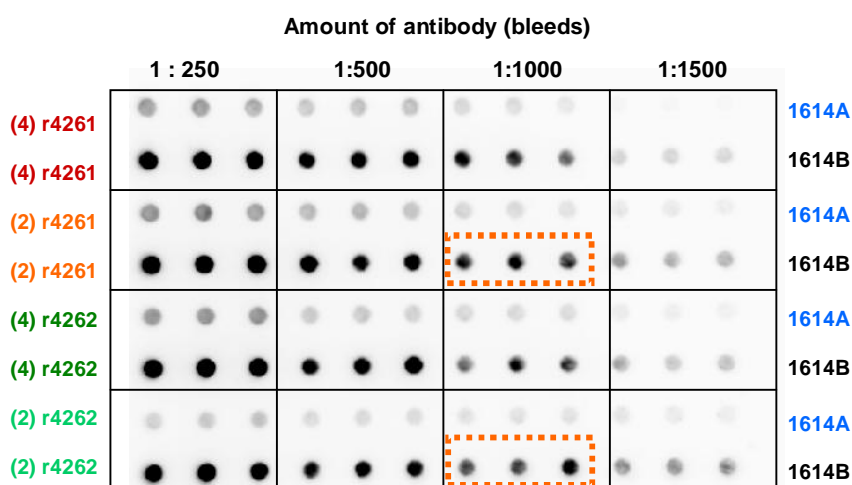 Amount of antibody (bleeds)
1 : 250 1:500 1:1000 1:1500
(4) r4261 1614A
(4) r4261 1614B
(2) r4261 1614A
(2) r4261 1614B
(4) r4262 1614A
(4) r4262 1614B
(2) r4262 1614A
(2) r4262 1614B